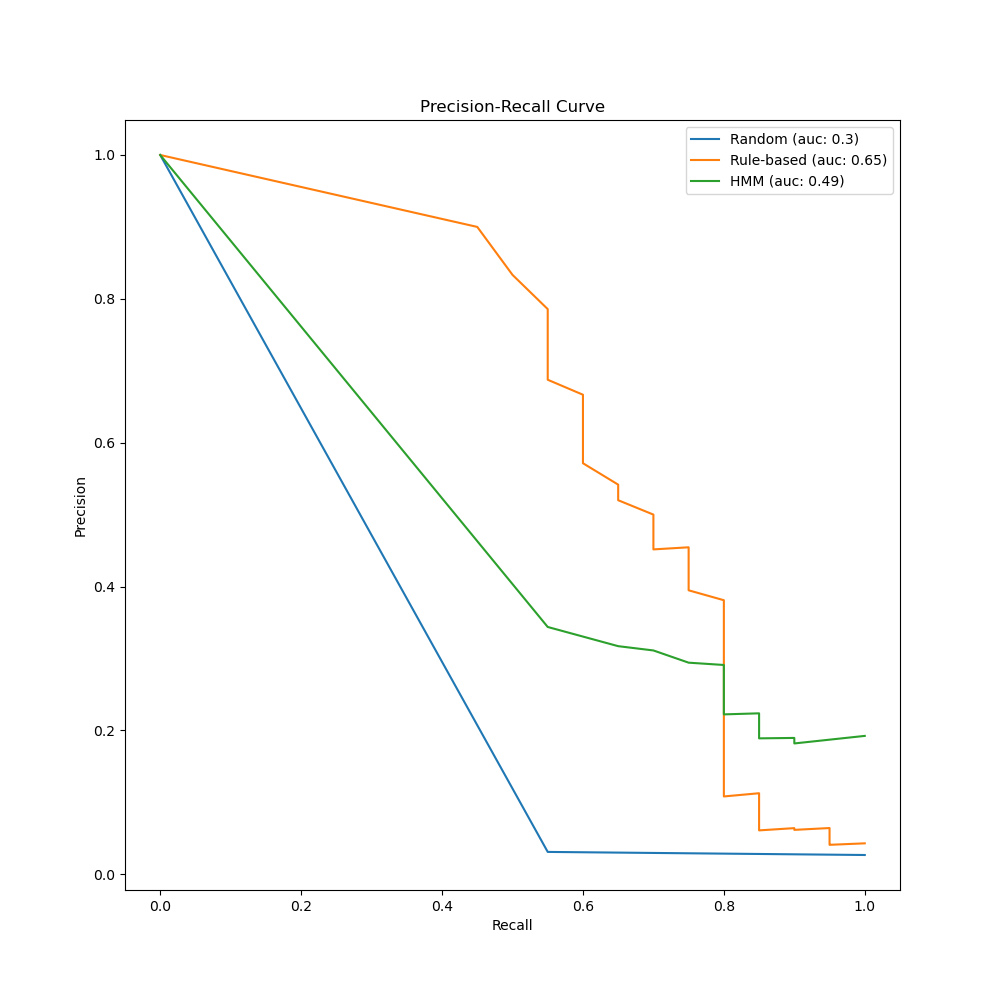 Precision-Recall Curve
Random (auc: 0.3)
Rule-based (auc: 0.65)
HMM (auc: 0.49)
1.0
0.8
0.6
0.4
0.2
0.0
Precision
0.0 0.2 0.4 0.6 0.8 1.0
Recall